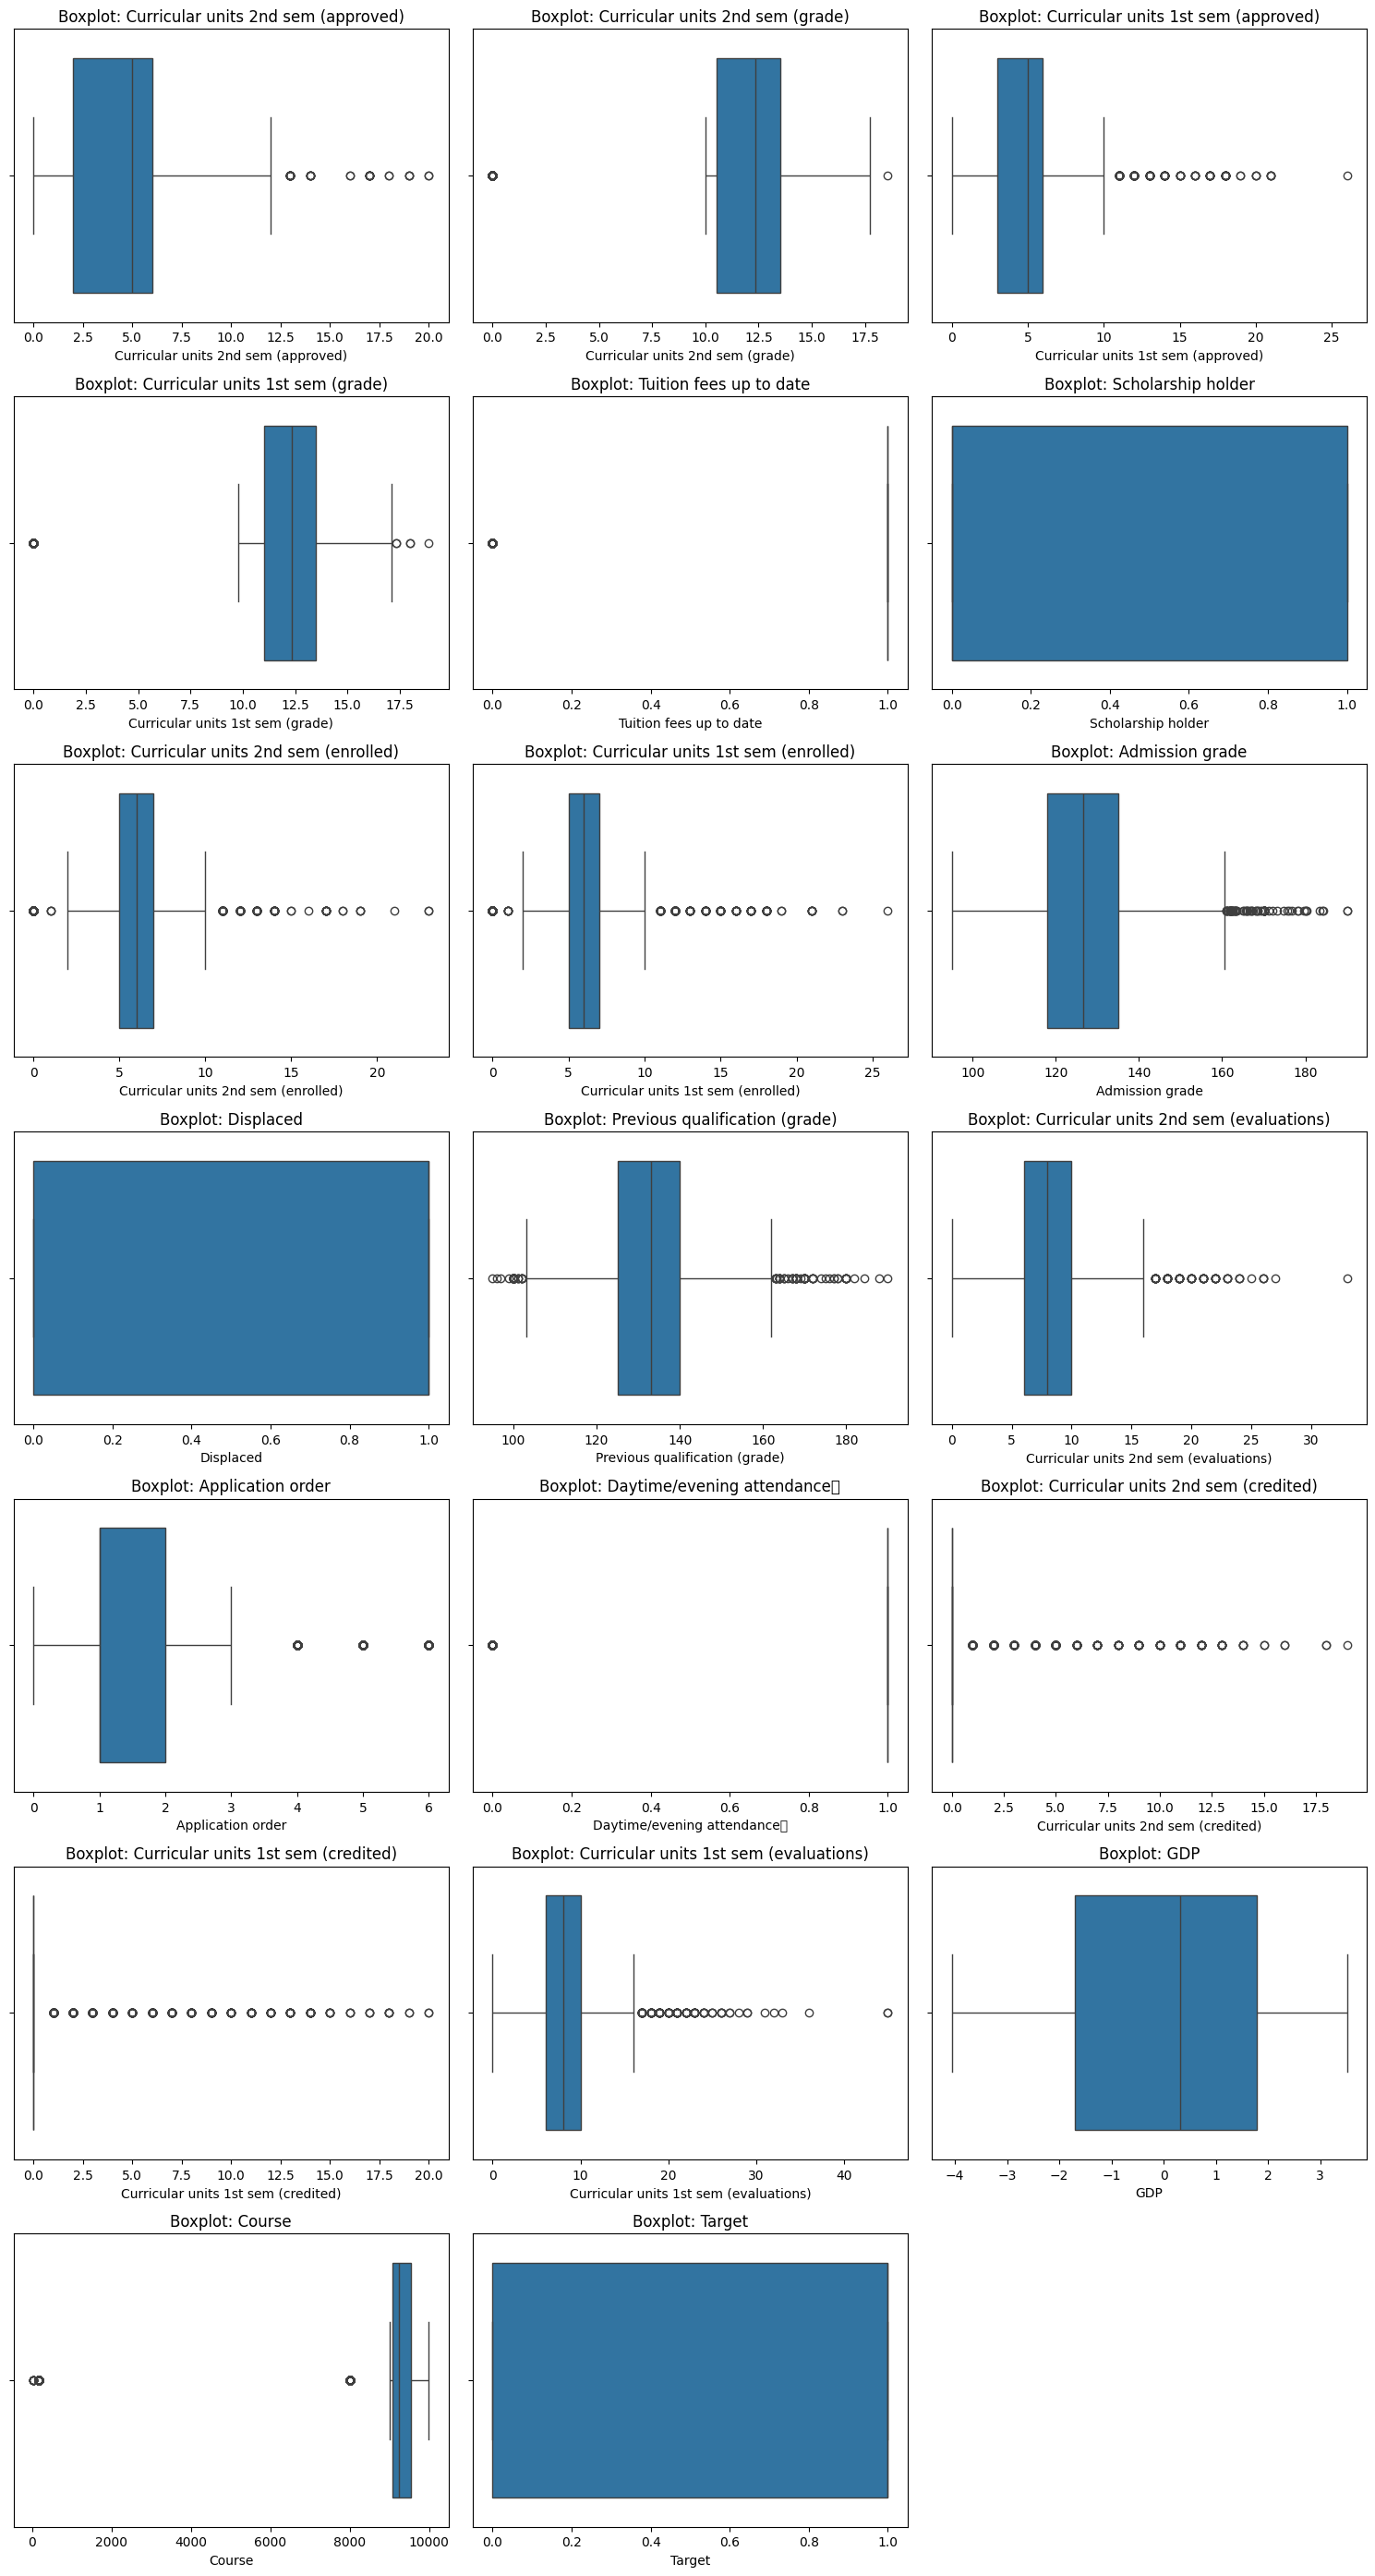 Boxplot: Curricular units 2nd sem (approved)
Boxplot: Curricular units 2nd sem (grade)
Boxplot: Curricular units 1st sem (approved)
0.0 2.5 5.0 7.5 10.0 12.5 15.0 17.5 20.0
0.0 2.5 5.0 7.5 10.0 12.5 15.0 17.5
0 5 10 15 20 25
Curricular units 2nd sem (approved)
Curricular units 2nd sem (grade)
Curricular units 1st sem (approved)
Boxplot: Curricular units 1st sem (grade)
Boxplot: Tuition fees up to date
Boxplot: Scholarship holder
0.0 2.5 5.0 7.5 10.0 12.5 15.0 17.5
0.0 0.2 0.4 0.6 0.8 1.0
0.0 0.2 0.4 0.6 0.8 1.0
Curricular units 1st sem (grade)
Tuition fees up to date
Scholarship holder
Boxplot: Curricular units 2nd sem (enrolled)
Boxplot: Curricular units 1st sem (enrolled)
Boxplot: Admission grade
0 5 10 15 20
0 5 10 15 20 25
100 120 140 160 180
Curricular units 2nd sem (enrolled)
Curricular units 1st sem (enrolled)
Admission grade
Boxplot: Displaced
Boxplot: Previous qualification (grade)
Boxplot: Curricular units 2nd sem (evaluations)
0.0 0.2 0.4 0.6 0.8 1.0
100 120 140 160 180
0 5 10 15 20 25 30
Displaced
Previous qualification (grade)
Curricular units 2nd sem (evaluations)
Boxplot: Application order
Boxplot: Daytime/evening attendance
Boxplot: Curricular units 2nd sem (credited)
0 1 2 3 4 5 6
0.0 0.2 0.4 0.6 0.8 1.0
0.0 2.5 5.0 7.5 10.0 12.5 15.0 17.5
Application order
Daytime/evening attendance
Curricular units 2nd sem (credited)
Boxplot: Curricular units 1st sem (credited)
Boxplot: Curricular units 1st sem (evaluations)
Boxplot: GDP
0.0 2.5 5.0 7.5 10.0 12.5 15.0 17.5 20.0
0 10 20 30 40
−4 −3 −2 −1 0 1 2 3
Curricular units 1st sem (credited)
Curricular units 1st sem (evaluations)
GDP
Boxplot: Course
Boxplot: Target
0 2000 4000 6000 8000 10000
0.0 0.2 0.4 0.6 0.8 1.0
Course
Target